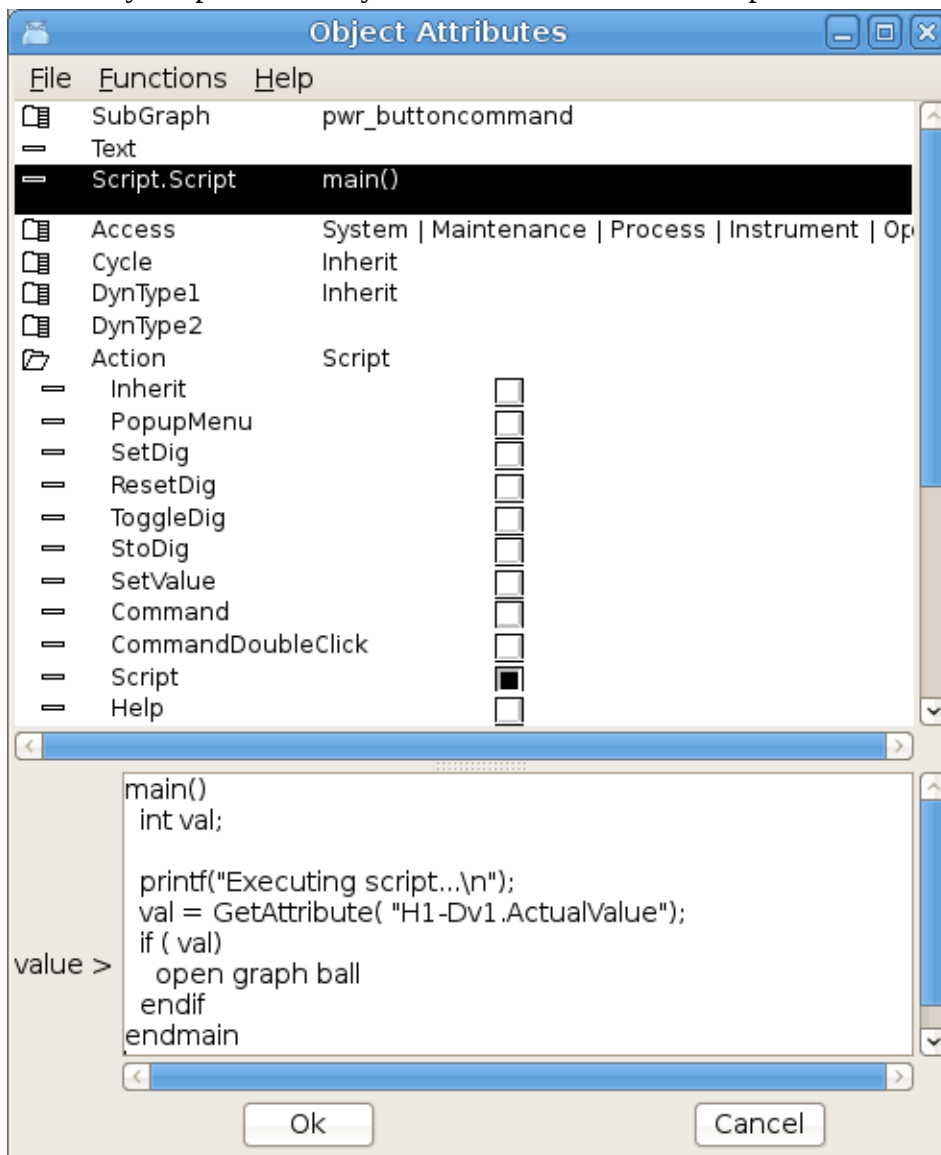 Object Attributes
File Functions Help
SubGraph pwr_buttoncommand
Text
Script.Script main()
Access System | Maintenance | Process | Instrument | Op
Cycle Inherit
DynType1 Inherit
DynType2
Action Script
Inherit
PopupMenu
SetDig
ResetDig
ToggleDig
StoDig
SetValue
Command
CommandDoubleClick
Script
Help
main()
int val;
printf("Executing script...\n");
val = GetAttribute( "H1-Dv1.ActualValue");
if ( val)
value >
open graph ball
endif
endmain
Ok Cancel